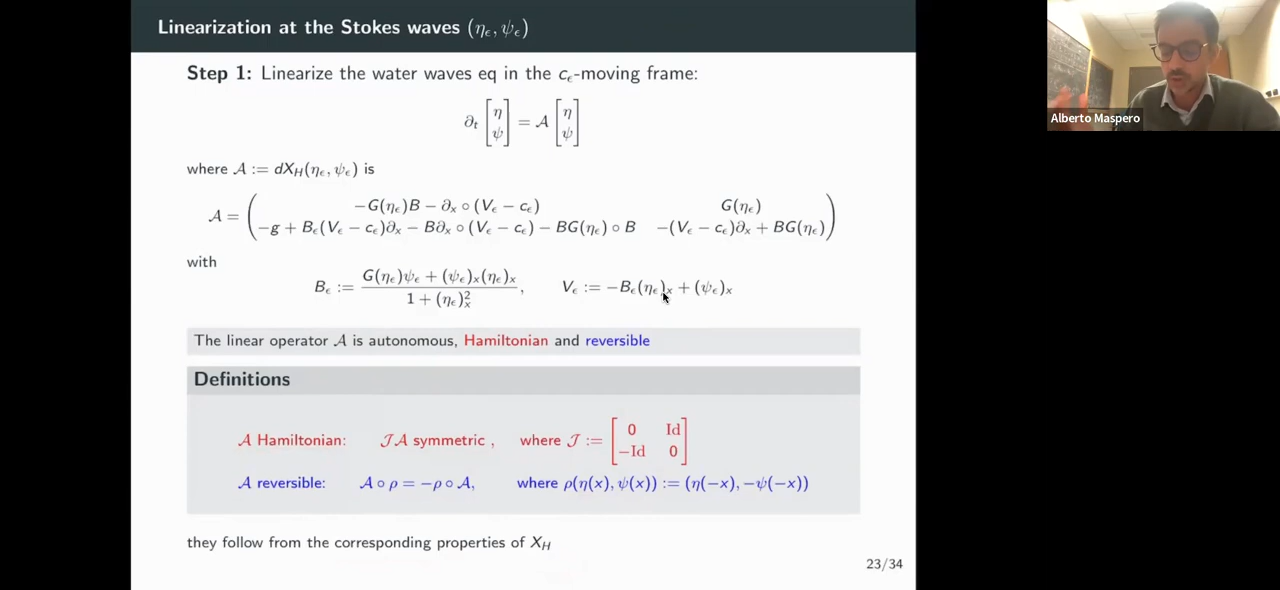 Linearization at the Stokes waves (η_ϵ, ψ_ϵ)
Step 1: Linearize the water waves eq in the c_ϵ-moving frame:
∂_t [η ψ] = 𝒜 [η ψ]
where 𝒜 := dX_H(η_ϵ, ψ_ϵ) is
𝒜 = ( −G(η_ϵ)B − ∂_x ∘ (V_ϵ − c_ϵ)    G(η_ϵ)
−g + B_ϵ(V_ϵ − c_ϵ)∂_x − B∂_x ∘ (V_ϵ − c_ϵ) − BG(η_ϵ) ∘ B    −(V_ϵ − c_ϵ)∂_x + BG(η_ϵ) )
with
B_ϵ := (G(η_ϵ)ψ_ϵ + (ψ_ϵ)_x(η_ϵ)_x) / (1 + (η_ϵ)_x^2),    V_ϵ := −B_ϵ(η_ϵ)_x + (ψ_ϵ)_x
The linear operator 𝒜 is autonomous, Hamiltonian and reversible
Definitions
𝒜 Hamiltonian:    𝒥𝒜 symmetric ,    where 𝒥 := [0 Id −Id 0]
𝒜 reversible:    𝒜 ∘ ρ = −ρ ∘ 𝒜,    where ρ(η(x), ψ(x)) := (η(−x), −ψ(−x))
they follow from the corresponding properties of X_H
23/34
Alberto Maspero